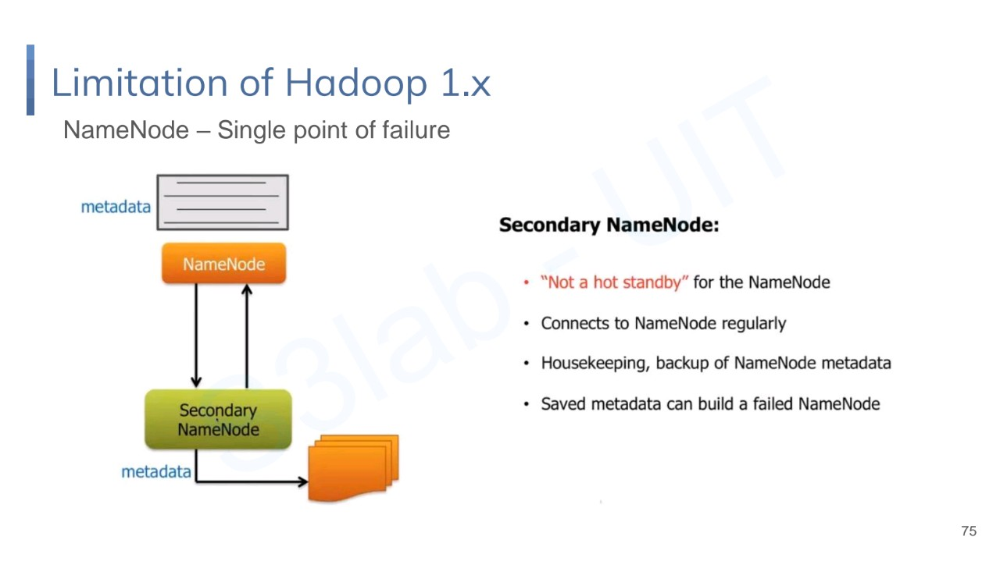 Limitation of Hadoop 1.x
NameNode – Single point of failure
metadata
NameNode
Secondary
NameNode
metadata
Secondary NameNode:
• “Not a hot standby” for the NameNode
• Connects to NameNode regularly
• Housekeeping, backup of NameNode metadata
• Saved metadata can build a failed NameNode
S3lab - UIT
75